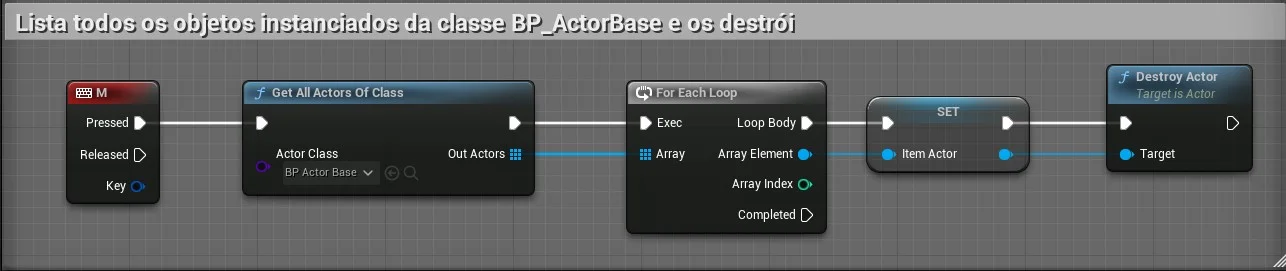 Lista todos os objetos instanciados da classe BP_ActorBase e os destrói
M
Pressed
Released
Key
f Get All Actors Of Class
Actor Class
BP Actor Base
Out Actors
For Each Loop
Exec
Loop Body
Array
Array Element
Array Index
Completed
SET
Item Actor
f Destroy Actor
Target is Actor
Target